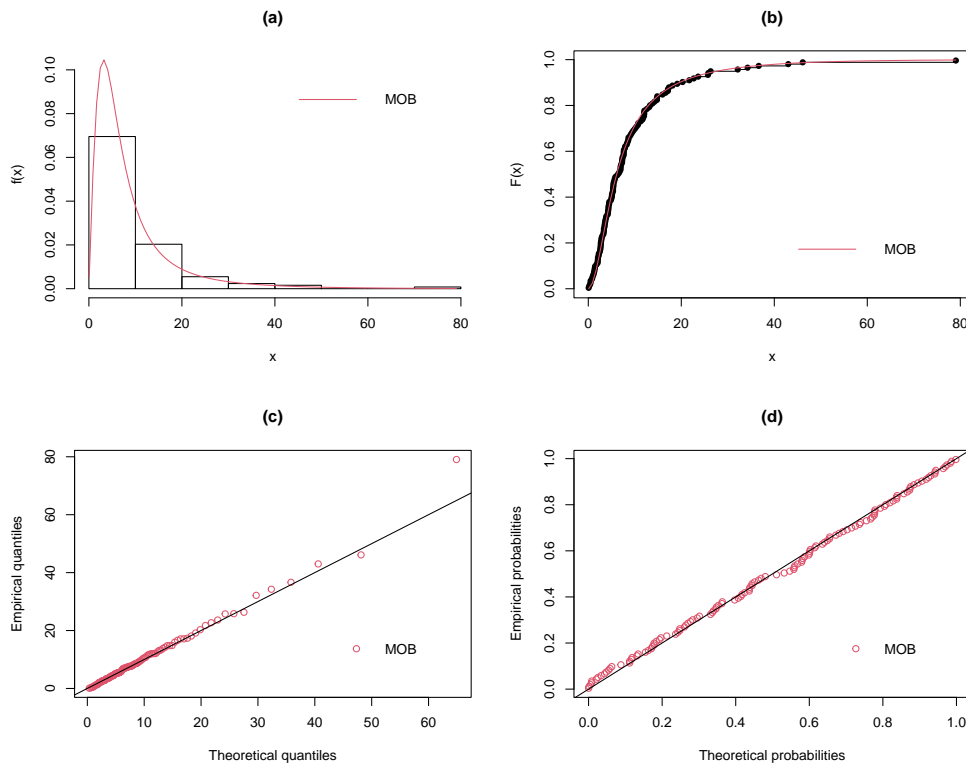 (a)
f(x)
0.00 0.02 0.04 0.06 0.08 0.10
MOB
0 20 40 60 80
x
(b)
F(x)
0.0 0.2 0.4 0.6 0.8 1.0
MOB
0 20 40 60 80
x
(c)
Empirical quantiles
0 20 40 60 80
MOB
0 10 20 30 40 50 60
Theoretical quantiles
(d)
Empirical probabilities
0.0 0.2 0.4 0.6 0.8 1.0
MOB
0.0 0.2 0.4 0.6 0.8 1.0
Theoretical probabilities